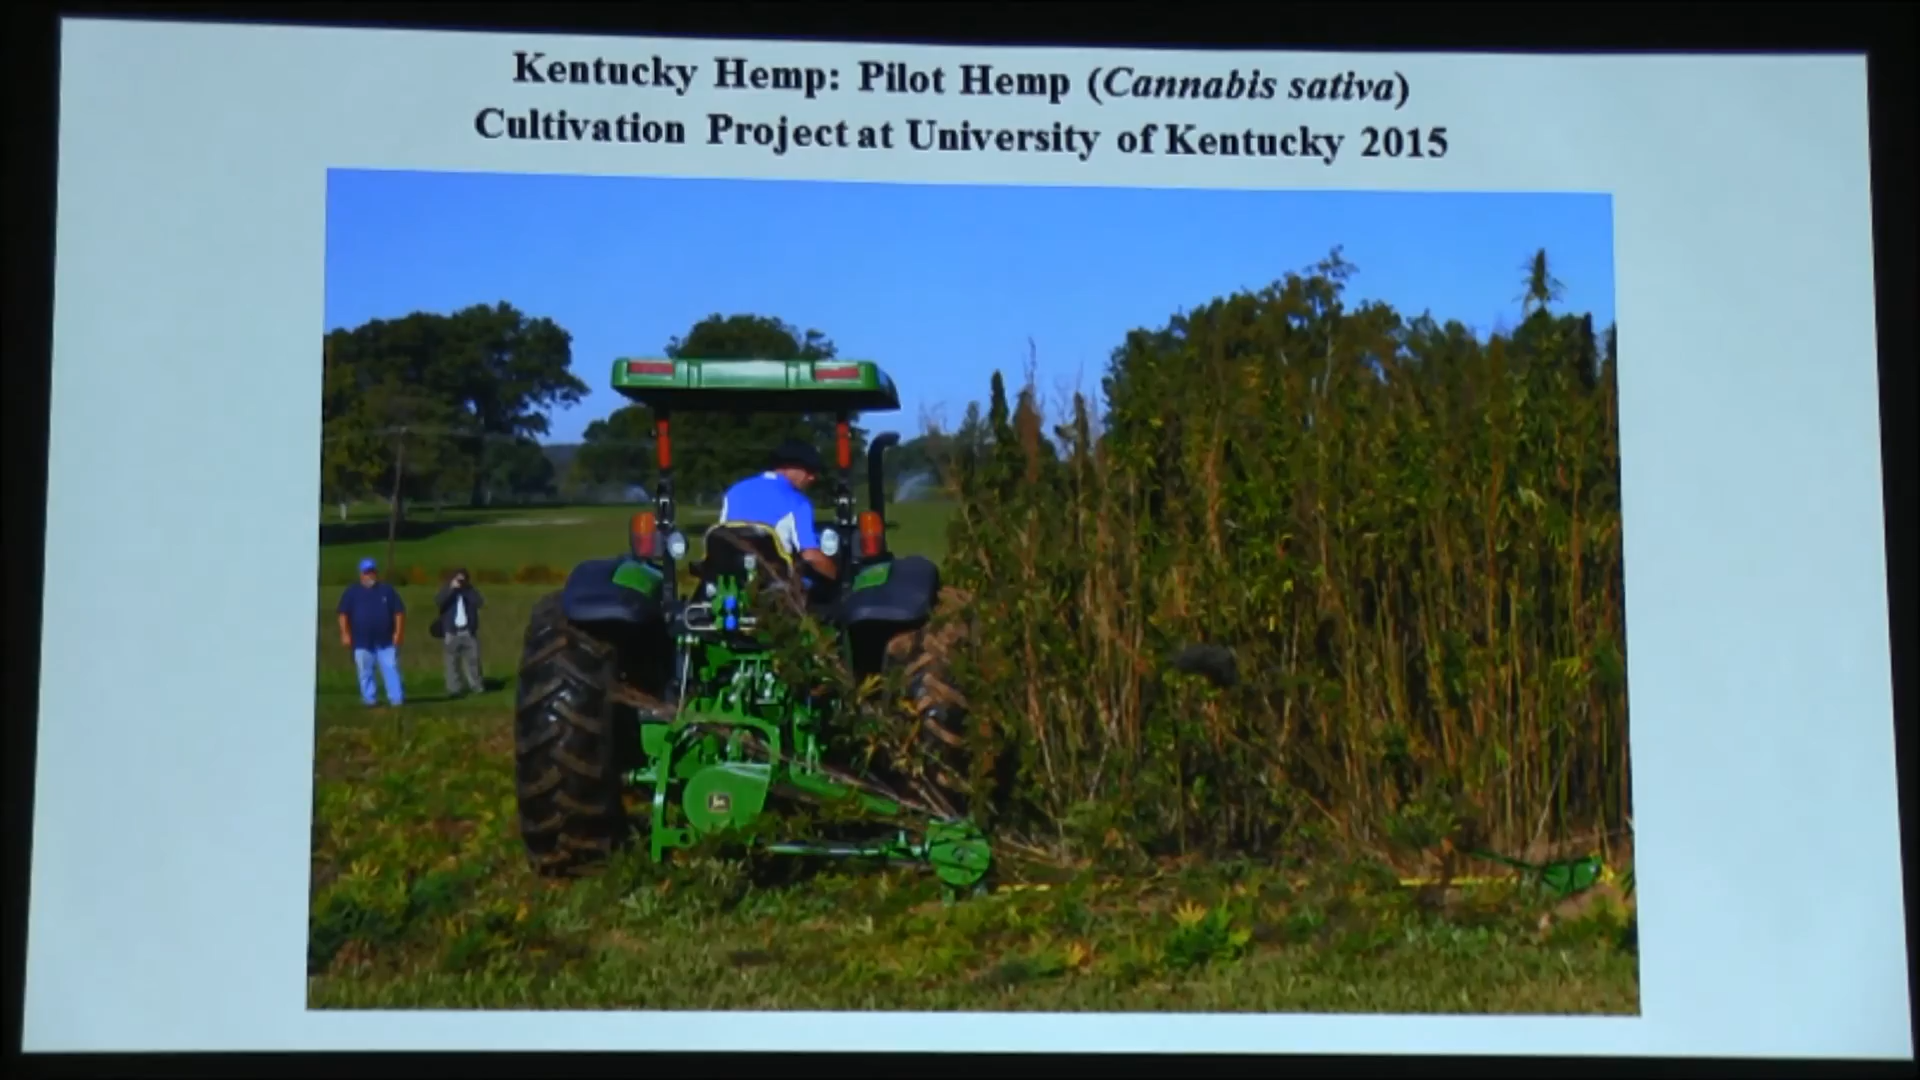 Kentucky Hemp: Pilot Hemp (Cannabis sativa)
Cultivation Project at University of Kentucky 2015